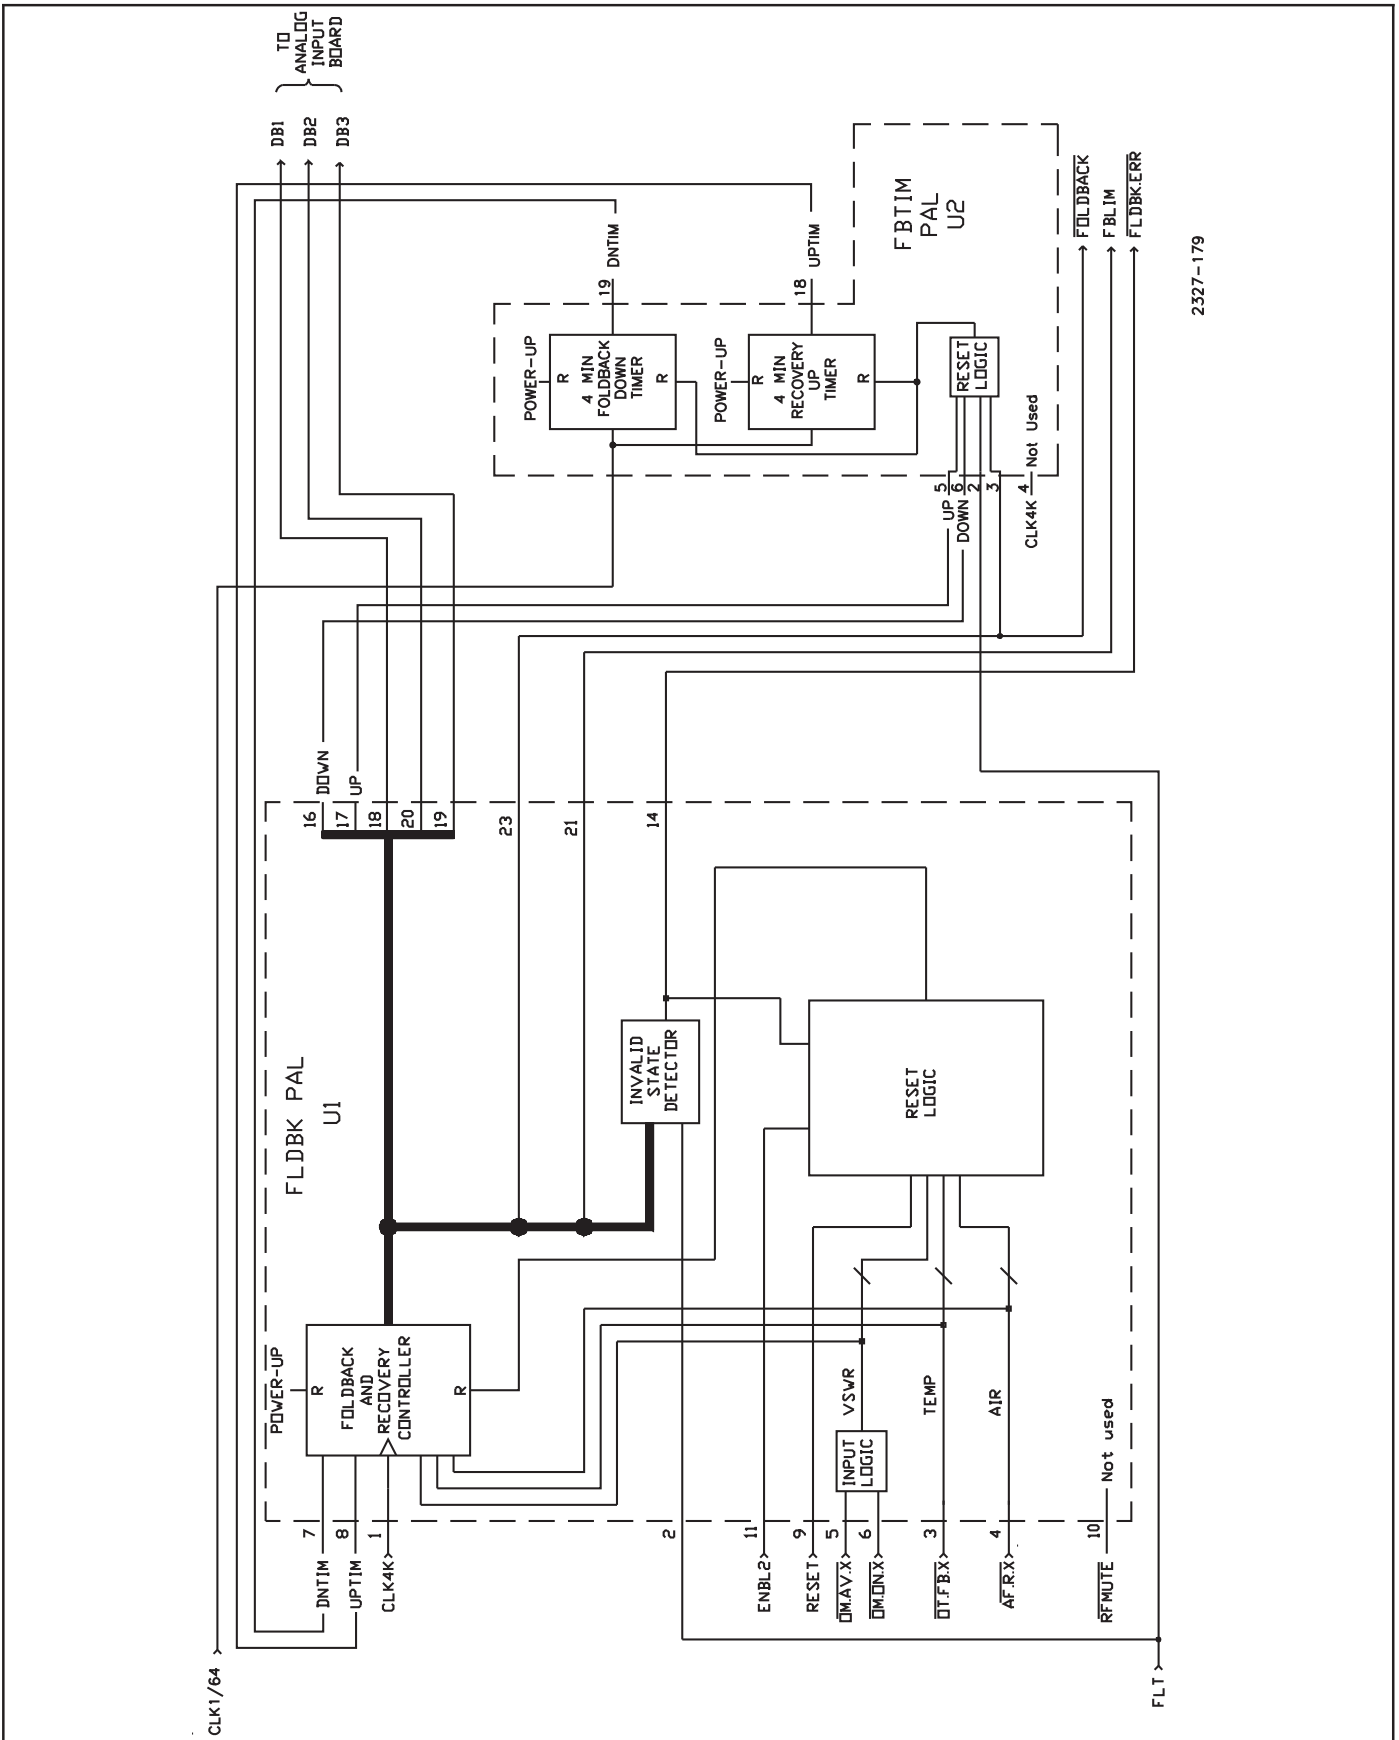 TO
ANALOG
INPUT
BOARD
DB1
DB2
DB3
FBTIM
PAL
U2
FOLDBACK
FBLIM
FLDBK.ERR
2327-179
19
DNTIM
18
UPTIM
POWER-UP
R
4 MIN
FOLDBACK
DOWN
TIMER
R
POWER-UP
R
4 MIN
RECOVERY
UP
TIMER
R
RESET
LOGIC
5
UP
6
DOWN
2
3
4
Not Used
CLK4K
16
DOWN
17
UP
18
20
19
23
21
14
FLDBK PAL
U1
INVALID
STATE
DETECTOR
RESET
LOGIC
POWER-UP
R
FOLDBACK
AND
RECOVERY
CONTROLLER
R
VSWR
TEMP
AIR
INPUT
LOGIC
Not used
7
DNTIM
8
UPTIM
1
CLK4K
2
11
ENBL2
9
RESET
5
OM.AV.X
6
OM.ON.X
3
OT.FB.X
4
AF.R.X
10
RFMUTE
CLK1/64
FLT